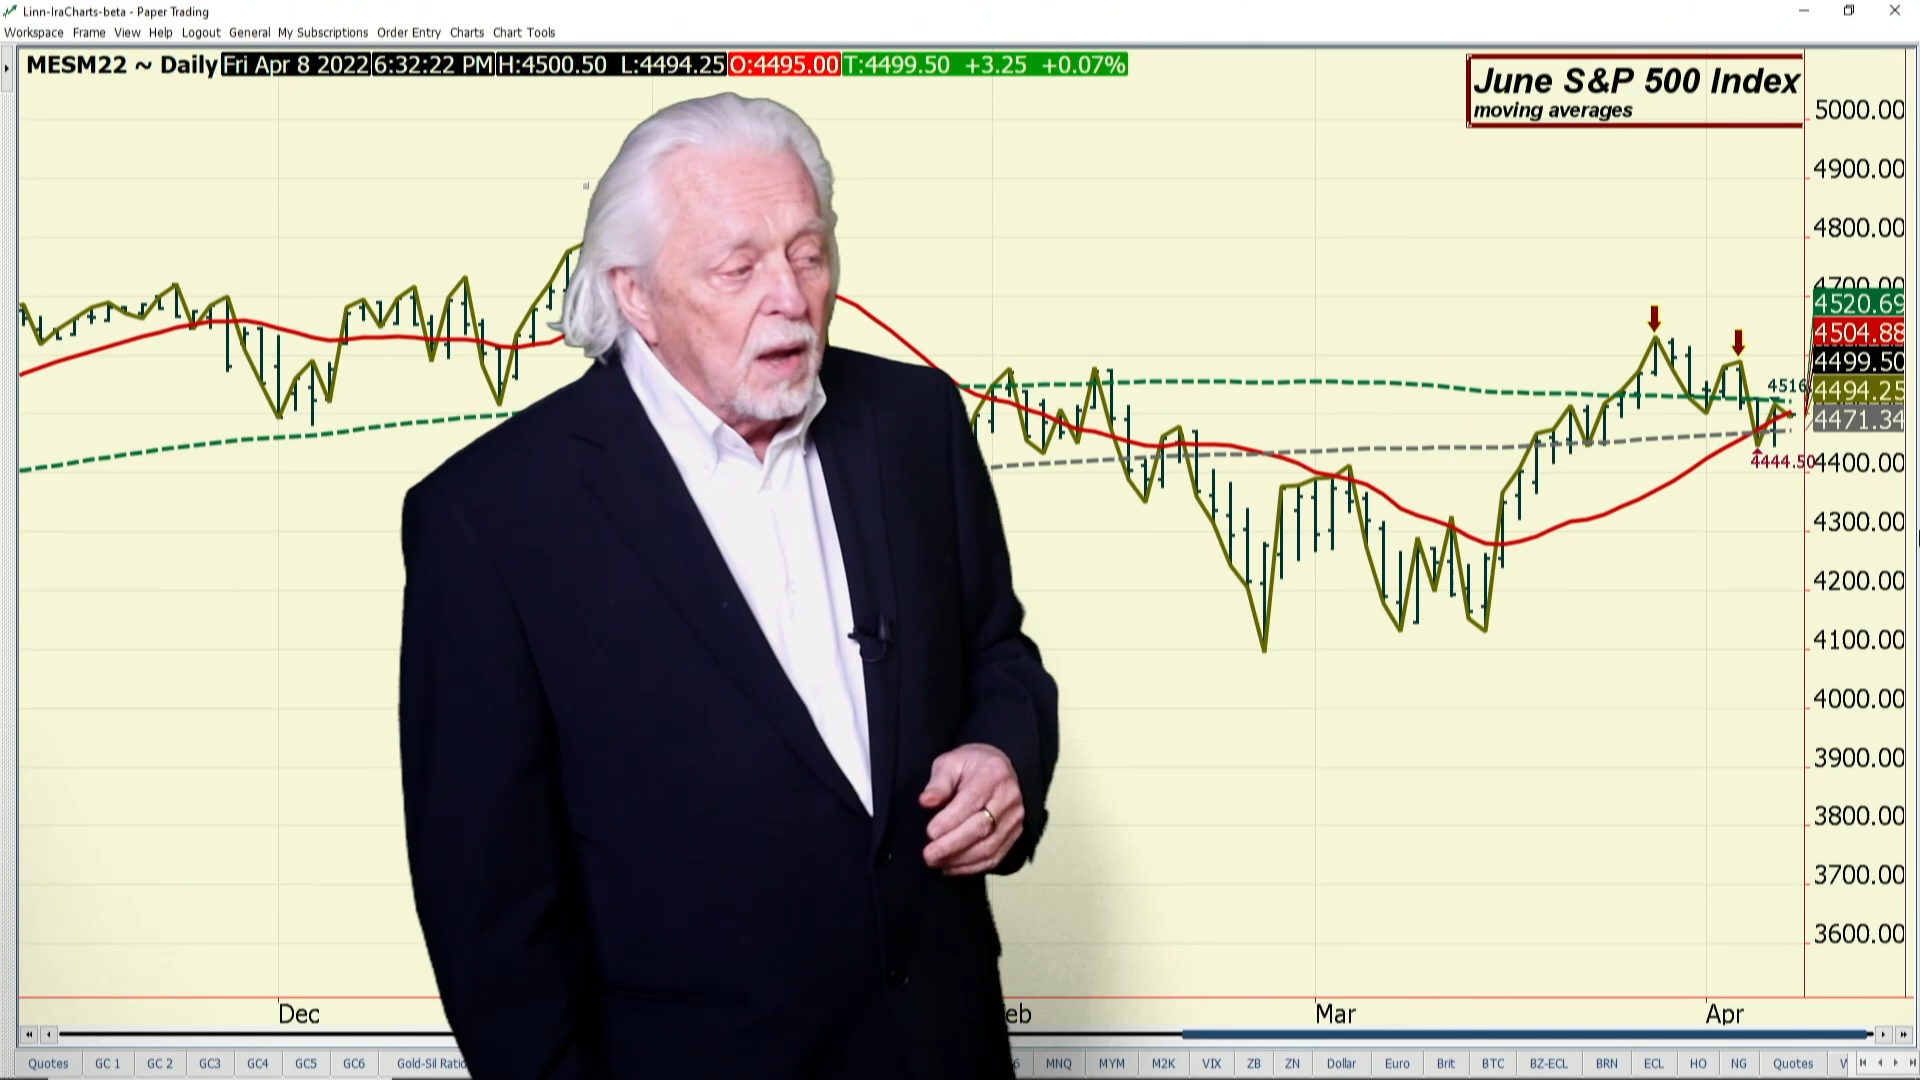 Linn-IraCharts-beta - Paper Trading
Workspace Frame View Help Logout General My Subscriptions Order Entry Charts Chart Tools
MESM22 ~ Daily Fri Apr 8 2022 6:32:22 PM H:4500.50 L:4494.25 O:4495.00 T:4499.50 +3.25 +0.07%
June S&P 500 Index
moving averages
5000.00
4900.00
4800.00
4700.00
4520.69
4504.88
4499.50
4516
4494.25
4471.34
4444.50
4400.00
4300.00
4200.00
4100.00
4000.00
3900.00
3800.00
3700.00
3600.00
Dec eb Mar Apr
Quotes GC 1 GC 2 GC3 GC4 GC5 GC6 Gold-Sil Ratio 6 MNQ MYM M2K VIX ZB ZN Dollar Euro Brit BTC BZ-ECL BRN ECL HO NG Quotes